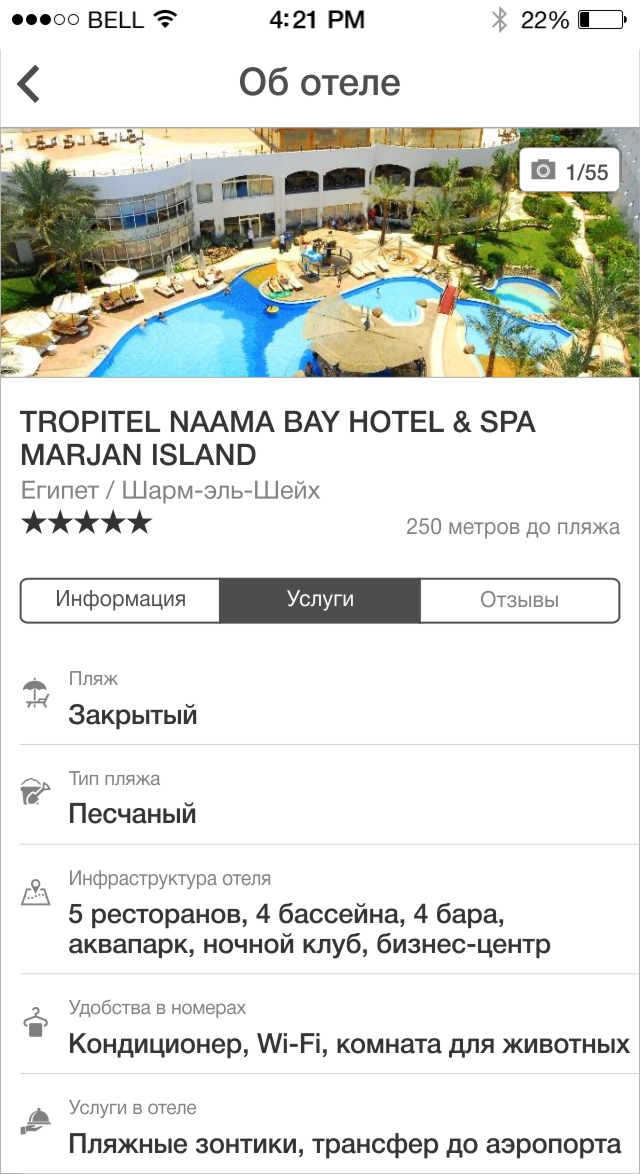 BELL 4:21 PM 22%
Об отеле
1/55
TROPITEL NAAMA BAY HOTEL & SPA
MARJAN ISLAND
Египет / Шарм-эль-Шейх
250 метров до пляжа
Информация Услуги Отзывы
Пляж
Закрытый
Тип пляжа
Песчаный
Инфраструктура отеля
5 ресторанов, 4 бассейна, 4 бара,
аквапарк, ночной клуб, бизнес-центр
Удобства в номерах
Кондиционер, Wi-Fi, комната для животных
Услуги в отеле
Пляжные зонтики, трансфер до аэропорта